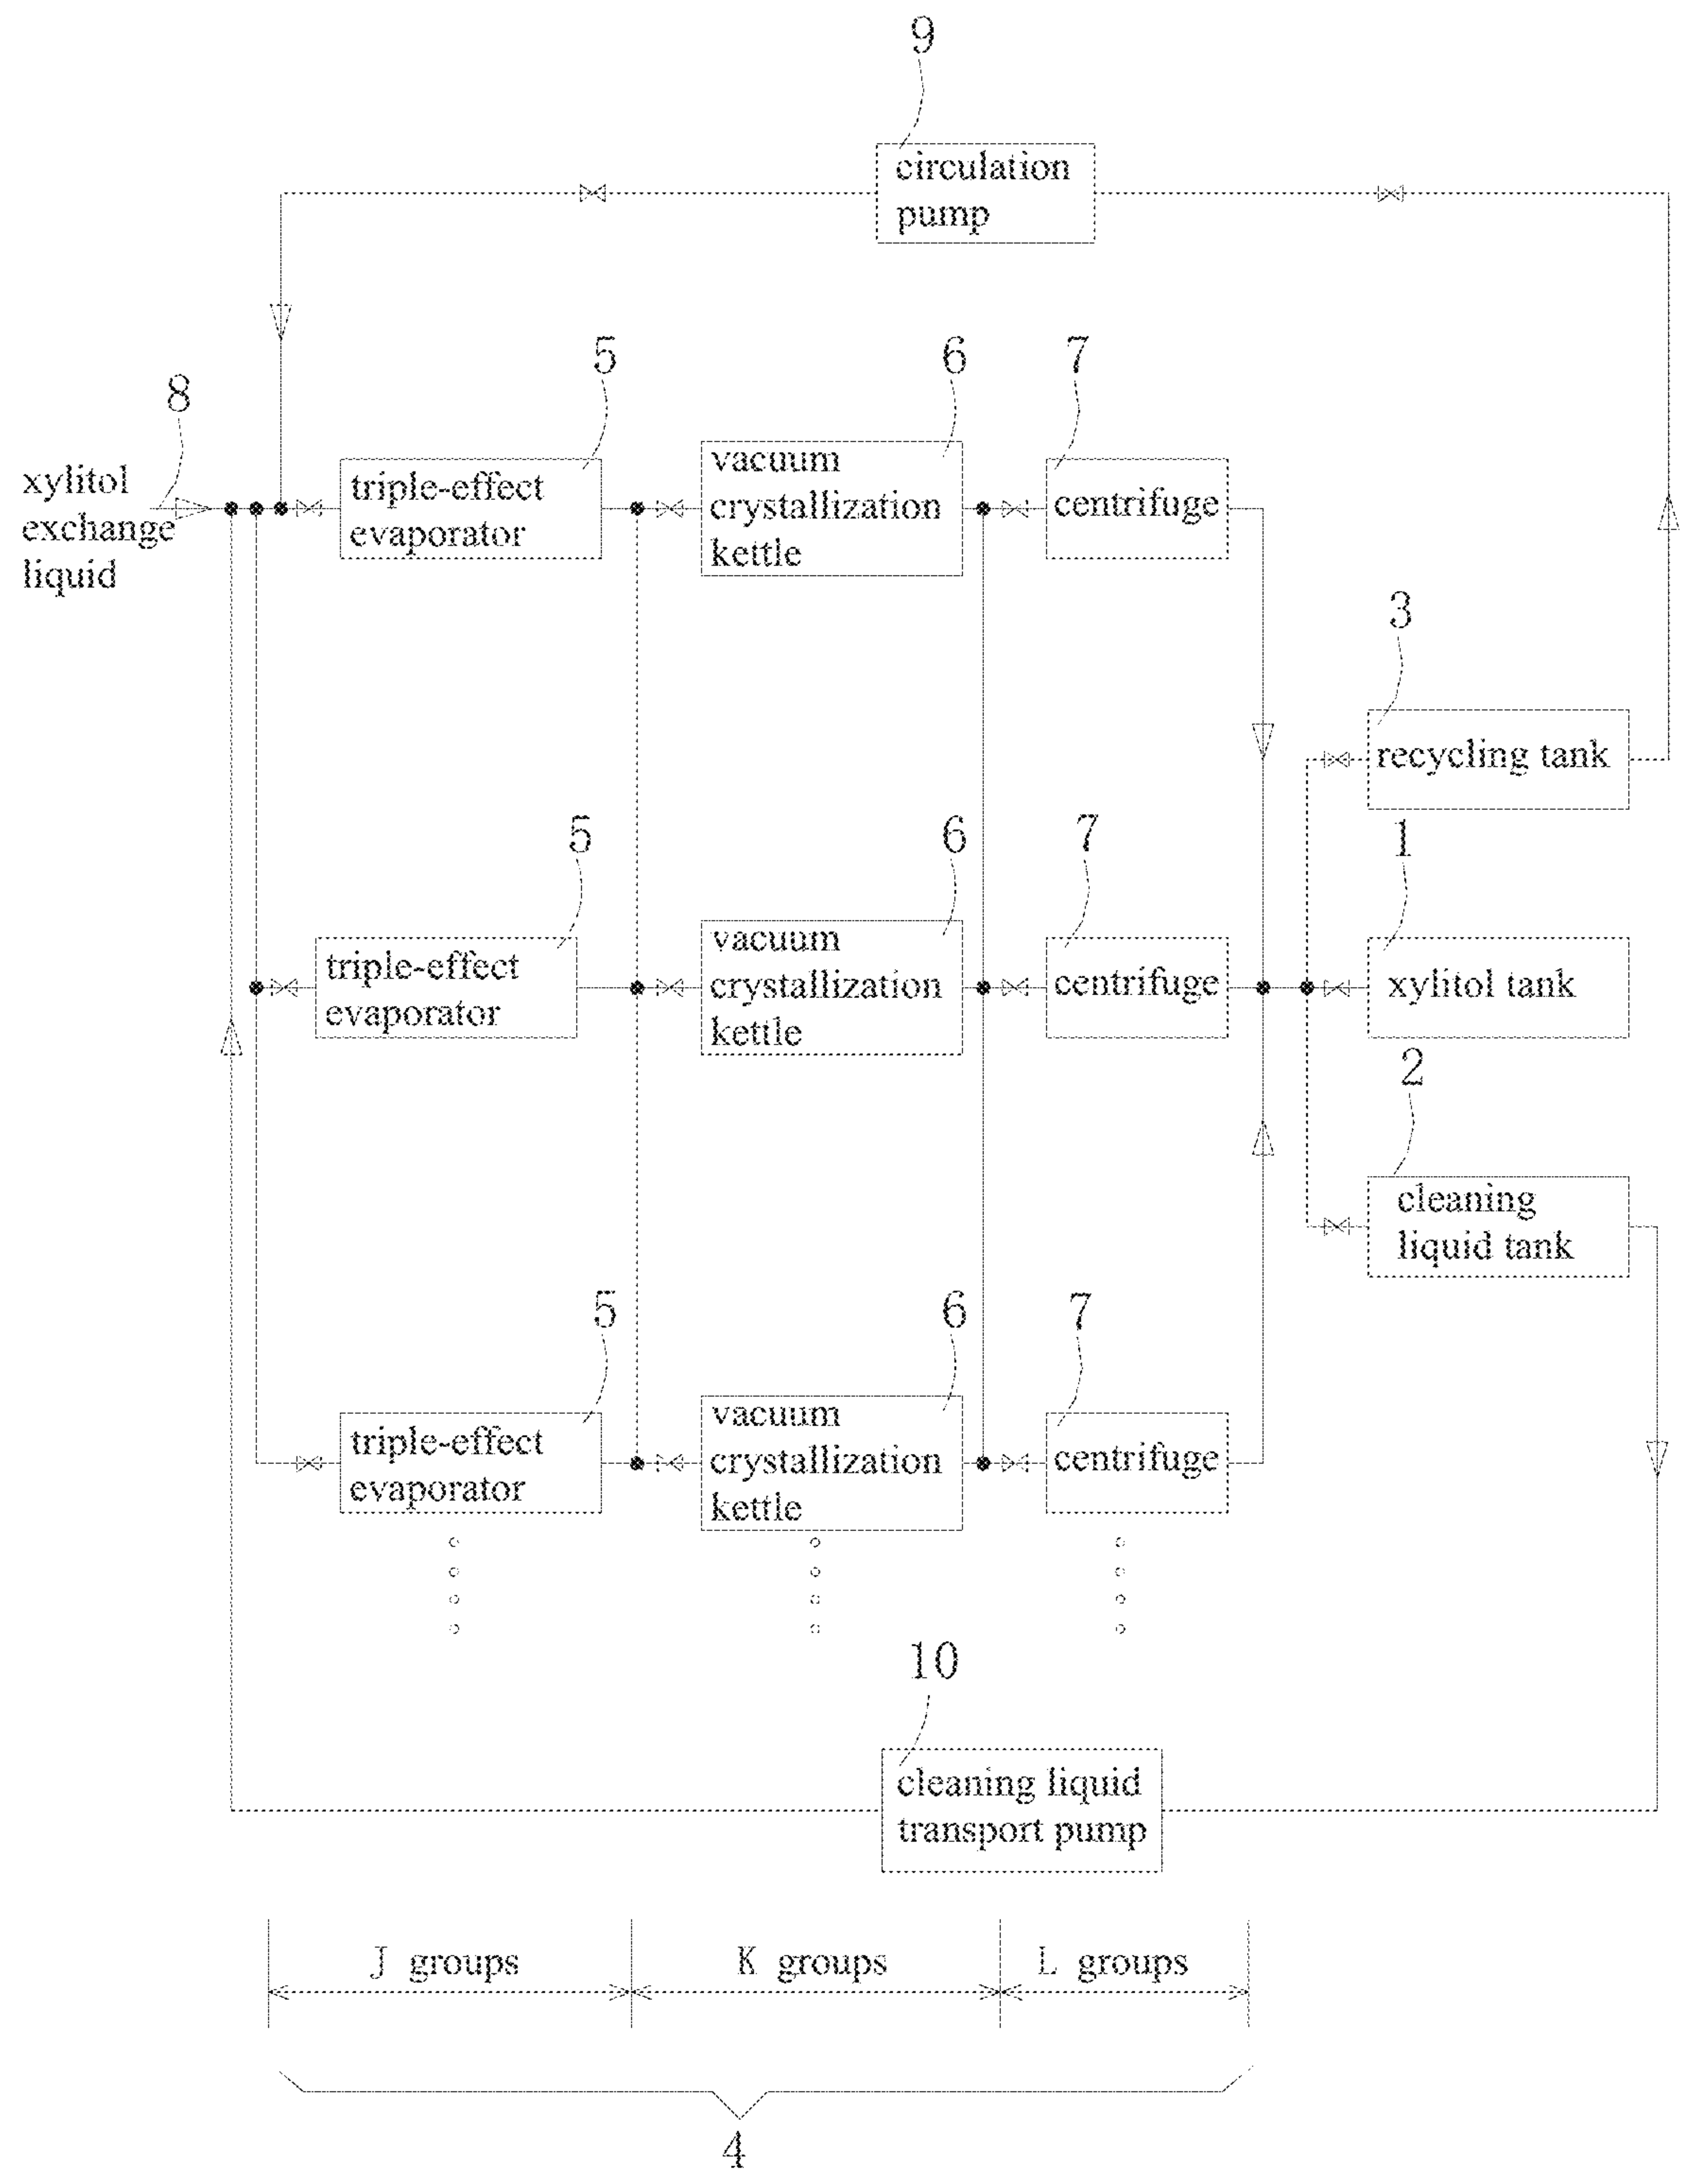 9
circulation
pump
5
6
7
8
xylitol
exchange
liquid
triple-effect
evaporator
vacuum
crystallization
kettle
centrifuge
3
recycling tank
5
6
7
1
triple-effect
evaporator
vacuum
crystallization
kettle
centrifuge
xylitol tank
2
cleaning
liquid tank
5
6
7
triple-effect
evaporator
vacuum
crystallization
kettle
centrifuge
10
cleaning liquid
transport pump
J groups
K groups
L groups
4